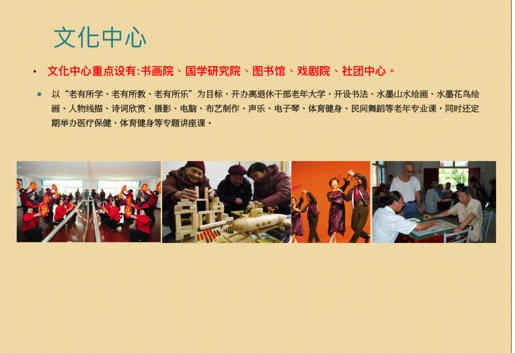 文化中心
• 文化中心重点设有:书画院、国学研究院、图书馆、戏剧院、社团中心。
• 以“老有所学、老有所教、老有所乐”为目标，开办离退休干部老年大学，开设书法、水墨山水绘画、水墨花鸟绘
画、人物线描、诗词欣赏、摄影、电脑、布艺制作、声乐、电子琴、体育健身、民间舞蹈等老年专业课，同时还定
期举办医疗保健、体育健身等专题讲座课。